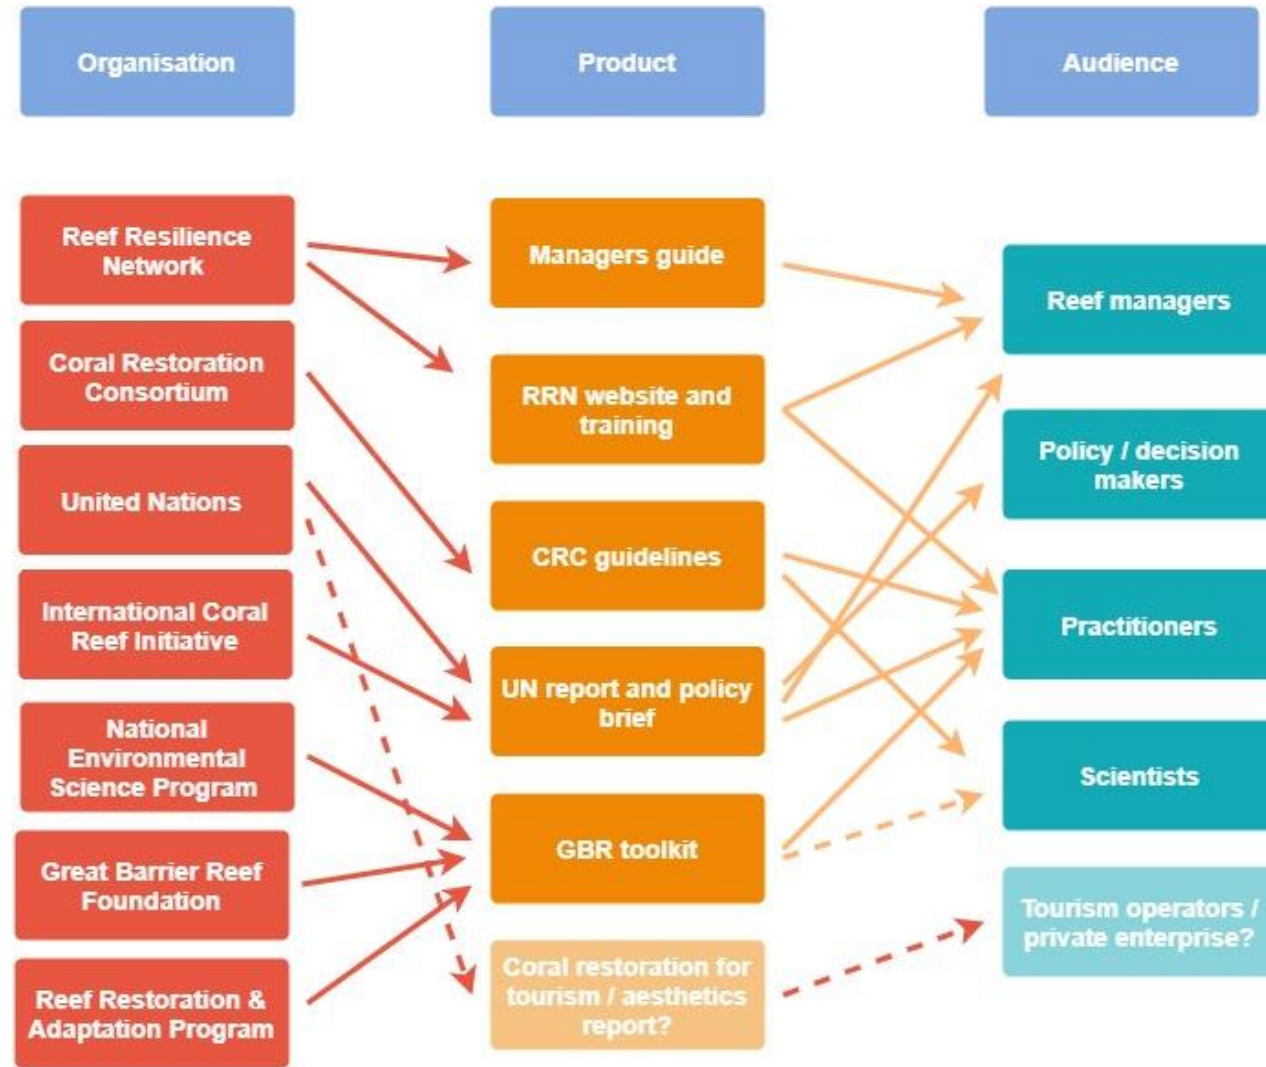 Organisation
Product
Audience
Reef Resilience
Network
Coral Restoration
Consortium
United Nations
International Coral
Reef Initiative
National
Environmental
Science Program
Great Barrier Reef
Foundation
Reef Restoration &
Adaptation Program
Managers guide
RRN website and
training
CRC guidelines
UN report and policy
brief
GBR toolkit
Coral restoration for
tourism / aesthetics
report?
Reef managers
Policy / decision
makers
Practitioners
Scientists
Tourism operators /
private enterprise?